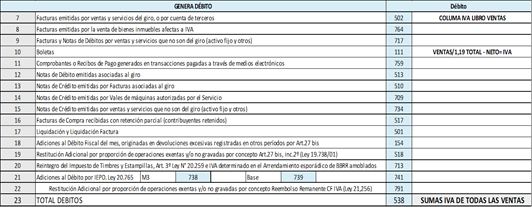 GENERA DÉBITO Débito
7 Facturas emitidas por ventas y servicios del giro, o por cuenta de terceros 502 COLUMA IVA LIBRO VENTAS
8 Facturas emitidas por la venta de bienes inmuebles afectas a IVA 764
9 Facturas y Notas de Débitos por ventas y servicios que no son del giro (activo fijo y otros) 717
10 Boletas 111 VENTAS/1,19 TOTAL - NETO= IVA
11 Comprobantes o Recibos de Pago generados en transacciones pagadas a través de medios electrónicos 759
12 Notas de Débito emitidas asociadas al giro 513
13 Notas de Crédito emitidas por Facturas asociadas al giro 510
14 Notas de Crédito emitidas por Vales de máquinas autorizadas por el Servicio 709
15 Notas de Crédito emitidas por ventas y servicios que no son del giro (activo fijo y otros) 734
16 Facturas de Compra recibidas con retención parcial (contribuyentes retenidos) 517
17 Liquidación y Liquidación Factura 501
18 Adiciones al Débito Fiscal del mes, originadas en devoluciones excesivas registradas en otros períodos por Art.27 bis 154
19 Restitución Adicional por proporción de operaciones exentas y/o no gravadas por concepto Art.27 bis, inc.2º (Ley 19.738/01) 518
20 Reintegro del Impuesto de Timbres y Estampillas, Art. 3º Ley Nº 20.259 e IVA determinado en el Arrendamiento esporádico de BBRR amoblados 713
21 Adiciones al Débito por IEPD. Ley 20.765 M3 738 Base 739 741
22 Restitución Adicional por proporción de operaciones exentas y/o no gravadas por concepto Reembolso Remanente CF IVA (Ley 21,256) 791
23 TOTAL DEBITOS 538 SUMAS IVA DE TODAS LAS VENTAS